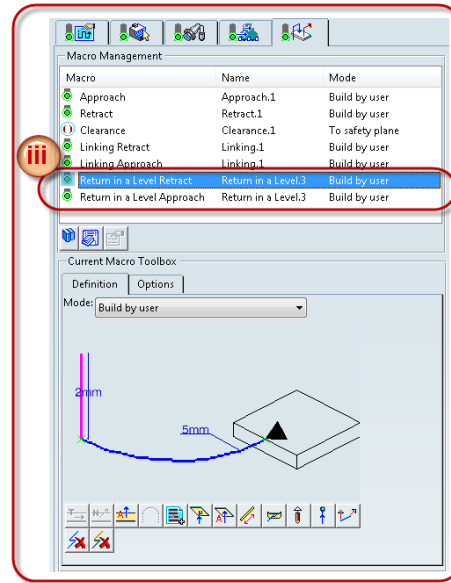 Macro Management
Macro Name Mode
Approach Approach.1 Build by user
Retract Retract.1 Build by user
Clearance Clearance.1 To safety plane
iii
Linking Retract Linking.1 Build by user
Linking Approach Linking.1 Build by user
Return in a Level Retract Return in a Level.3 Build by user
Return in a Level Approach Return in a Level.3 Build by user
Current Macro Toolbox
Definition Options
Mode: Build by user
2mm
5mm